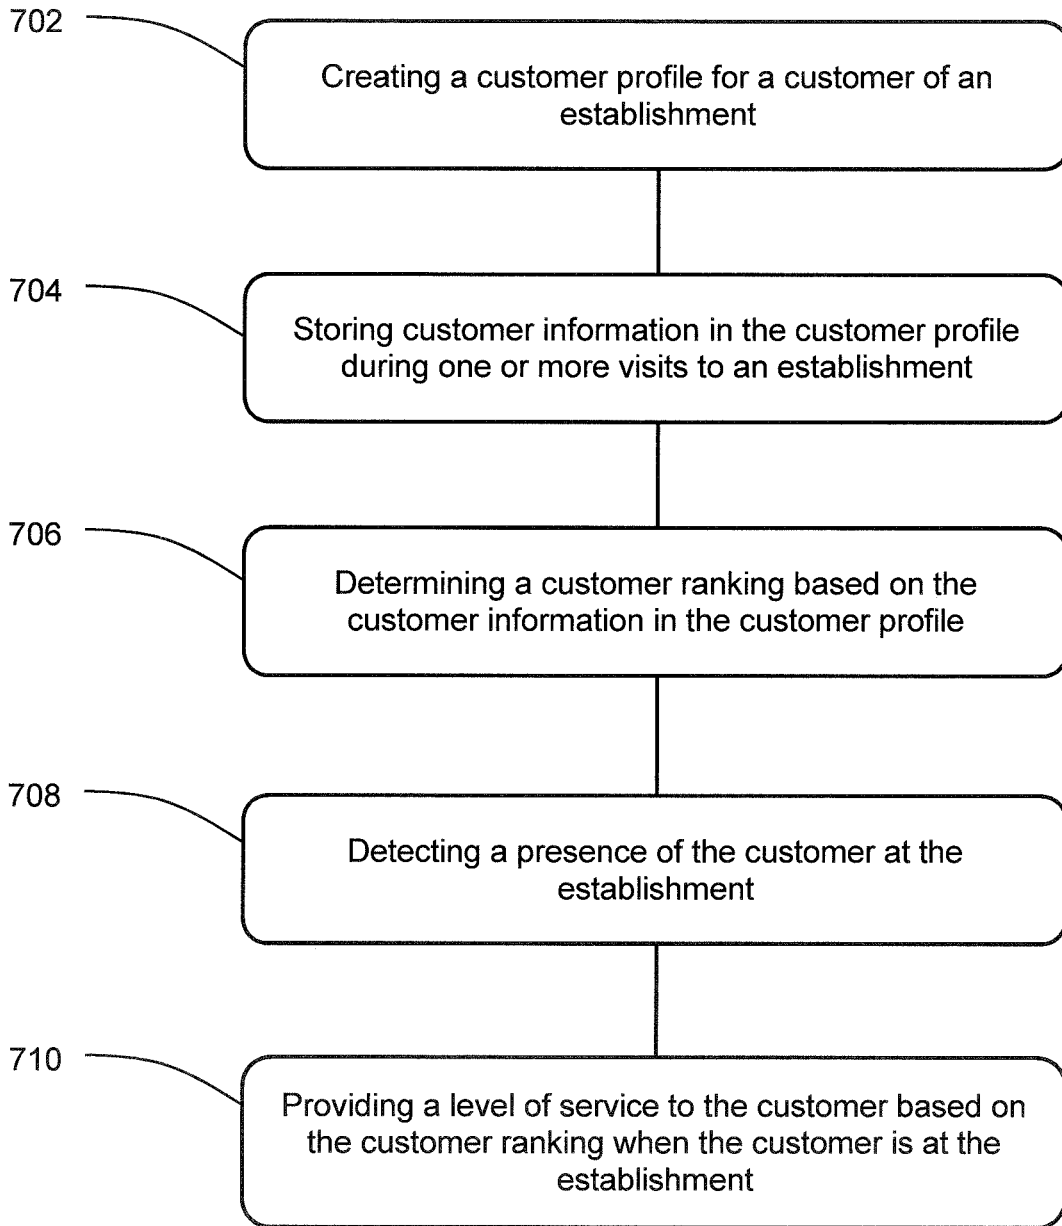 702
Creating a customer profile for a customer of an
establishment
704
Storing customer information in the customer profile
during one or more visits to an establishment
706
Determining a customer ranking based on the
customer information in the customer profile
708
Detecting a presence of the customer at the
establishment
710
Providing a level of service to the customer based on
the customer ranking when the customer is at the
establishment